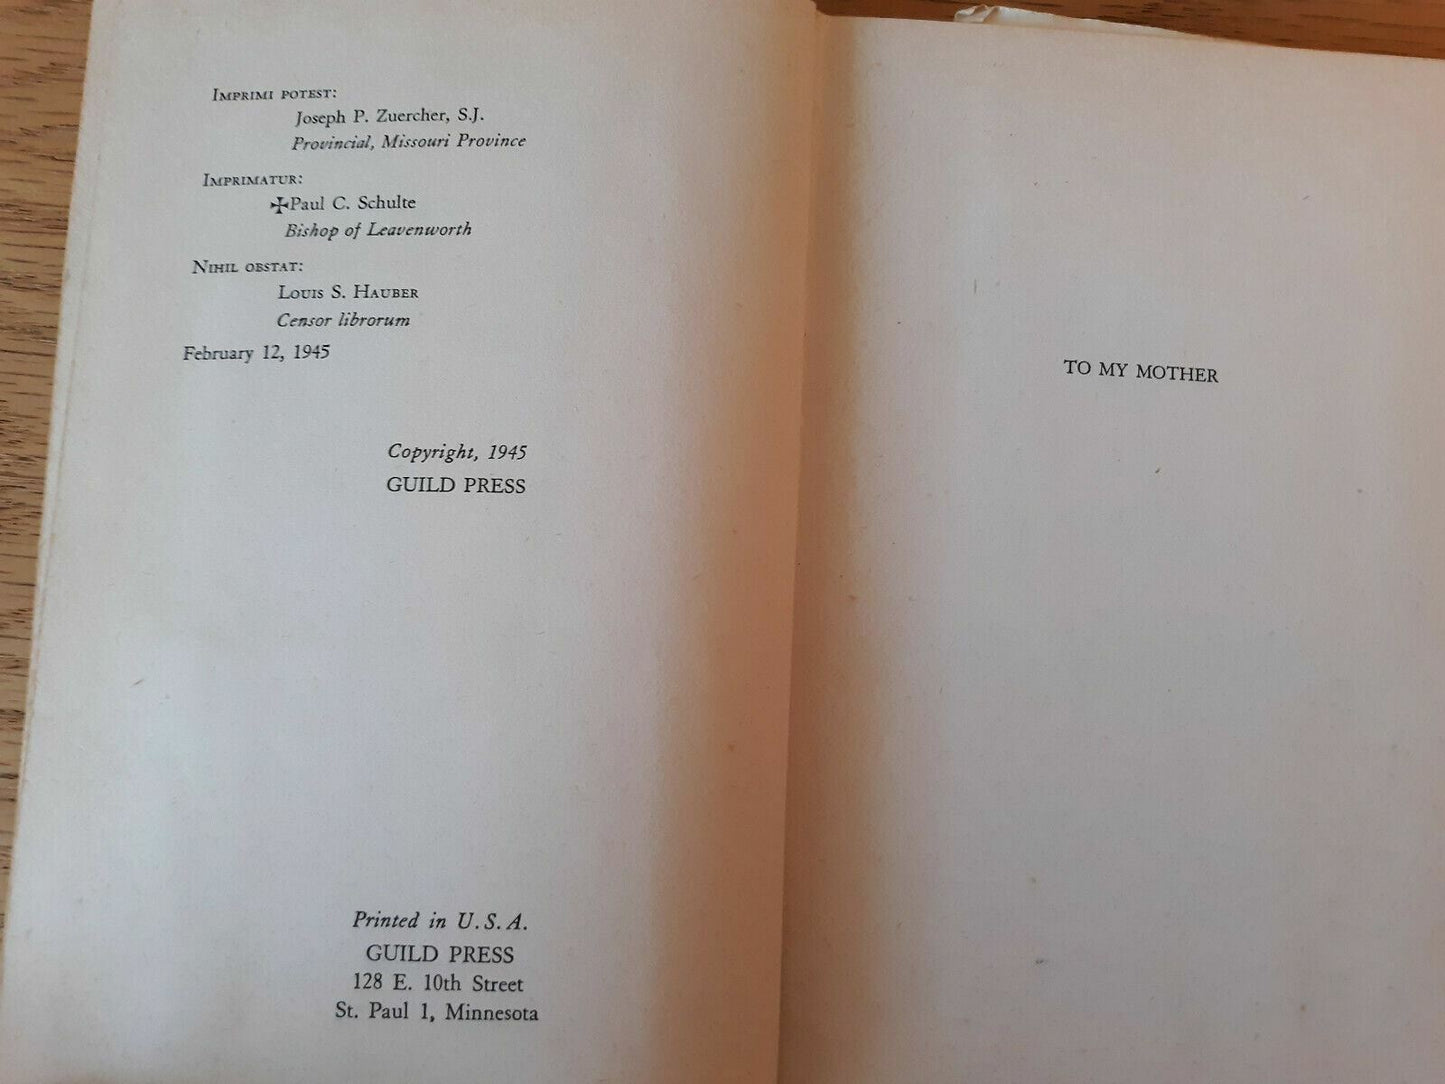 Imprimi potest:
Joseph P. Zuercher, S.J.
Provincial, Missouri Province
Imprimatur:
✠Paul C. Schulte
Bishop of Leavenworth
Nihil obstat:
Louis S. Hauber
Censor librorum
February 12, 1945
Copyright, 1945
GUILD PRESS
Printed in U.S.A.
GUILD PRESS
128 E. 10th Street
St. Paul 1, Minnesota
TO MY MOTHER